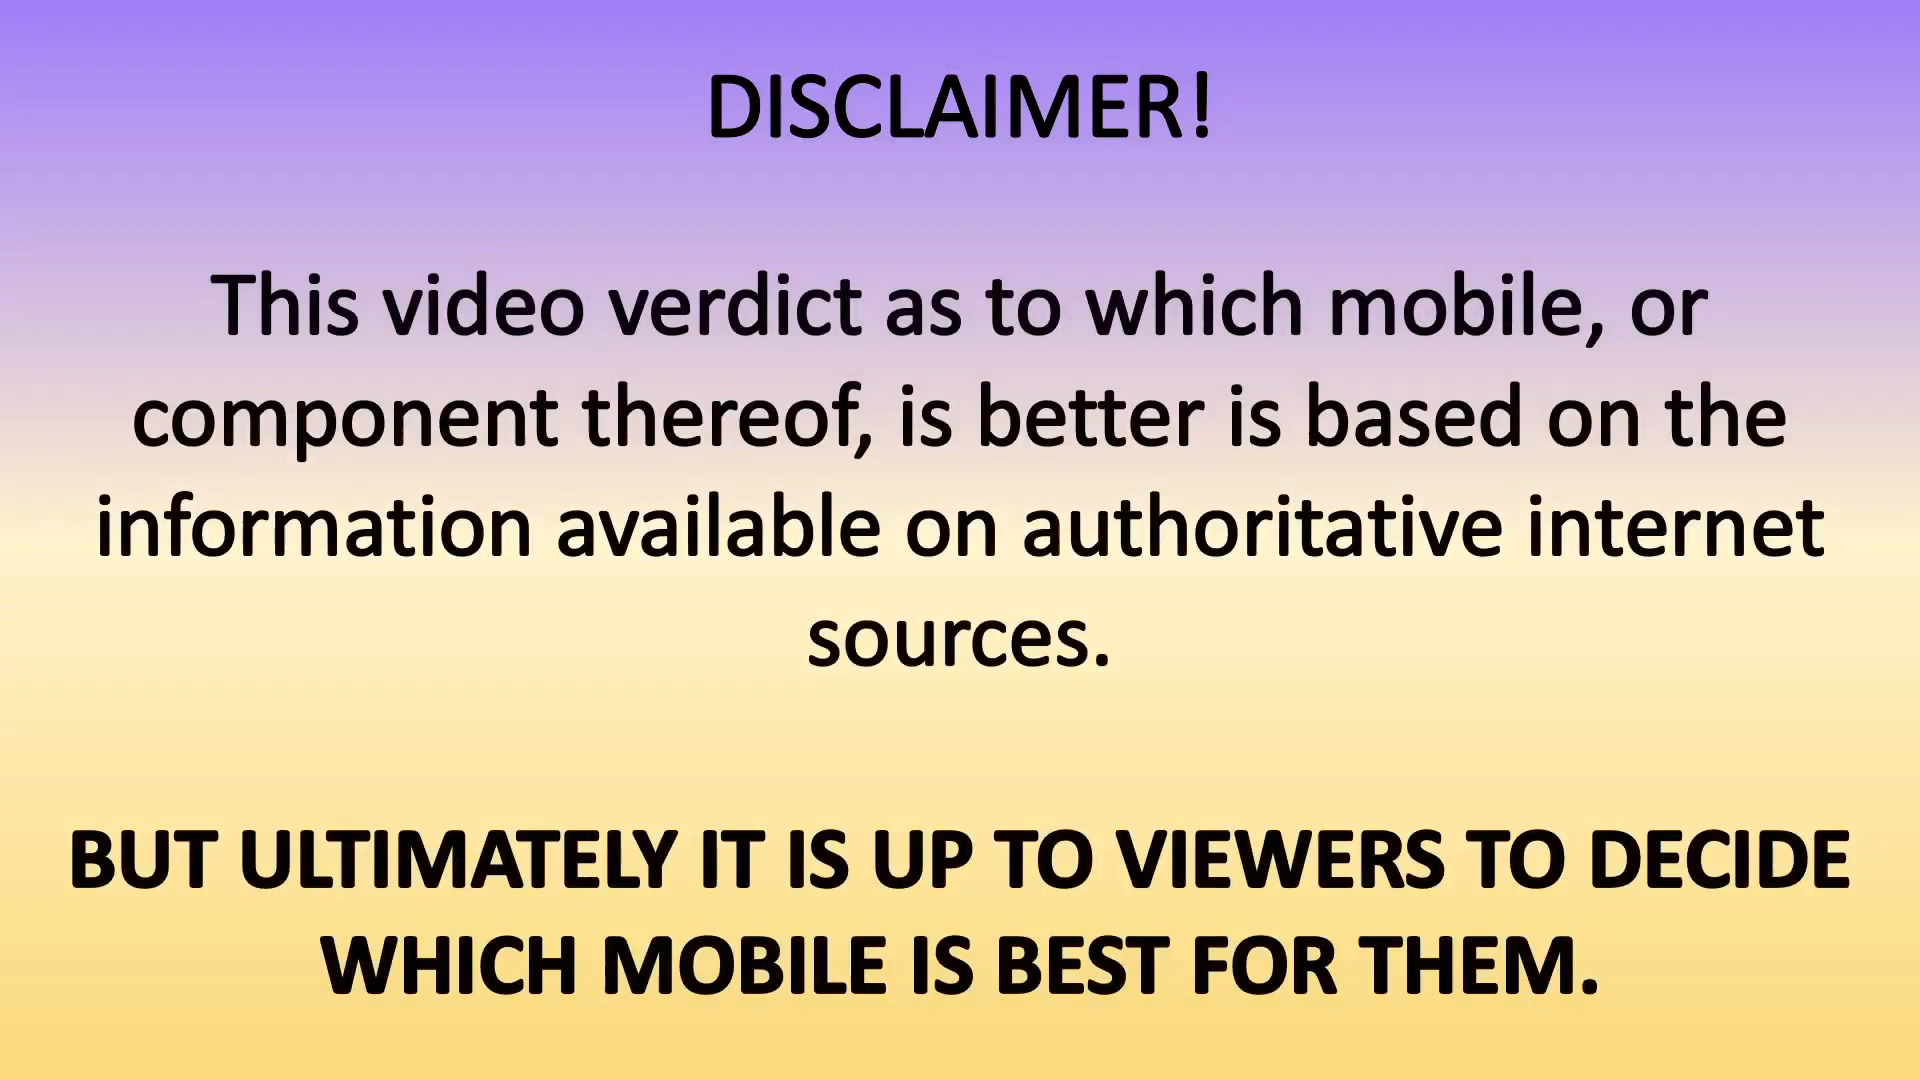 DISCLAIMER!
This video verdict as to which mobile, or
component thereof, is better is based on the
information available on authoritative internet
sources.
BUT ULTIMATELY IT IS UP TO VIEWERS TO DECIDE
WHICH MOBILE IS BEST FOR THEM.